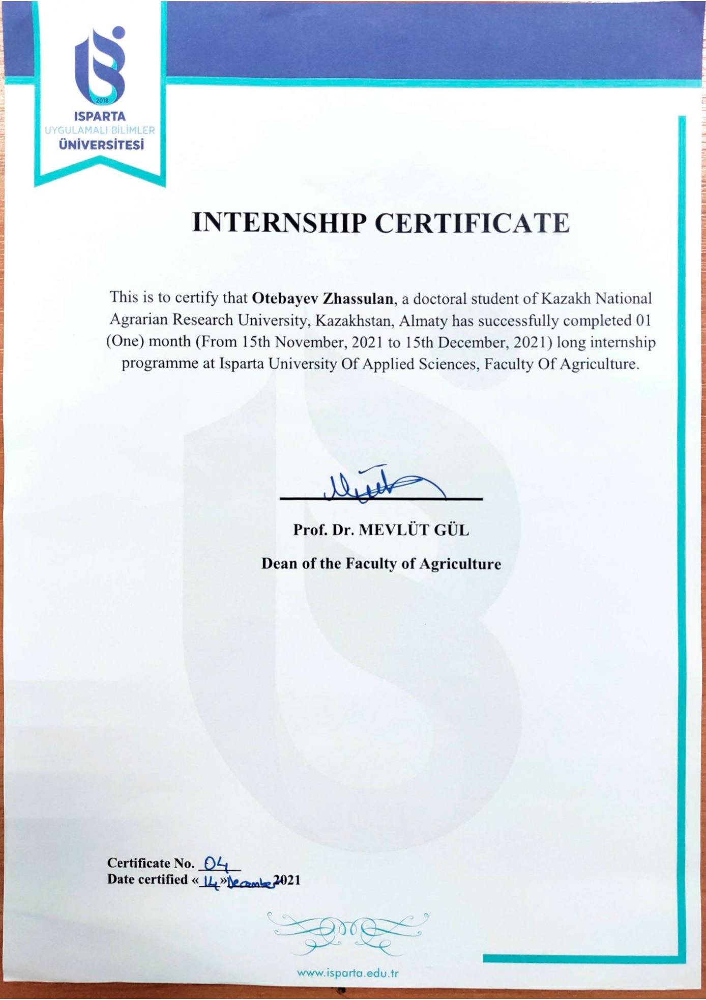 2018
ISPARTA
UYGULAMALI BİLİMLER
ÜNİVERSİTESİ
INTERNSHIP CERTIFICATE
This is to certify that Otebayev Zhassulan, a doctoral student of Kazakh National
Agrarian Research University, Kazakhstan, Almaty has successfully completed 01
(One) month (From 15th November, 2021 to 15th December, 2021) long internship
programme at Isparta University Of Applied Sciences, Faculty Of Agriculture.
Prof. Dr. MEVLÜT GÜL
Dean of the Faculty of Agriculture
Certificate No. 04
Date certified « 14 » December 2021
www.isparta.edu.tr